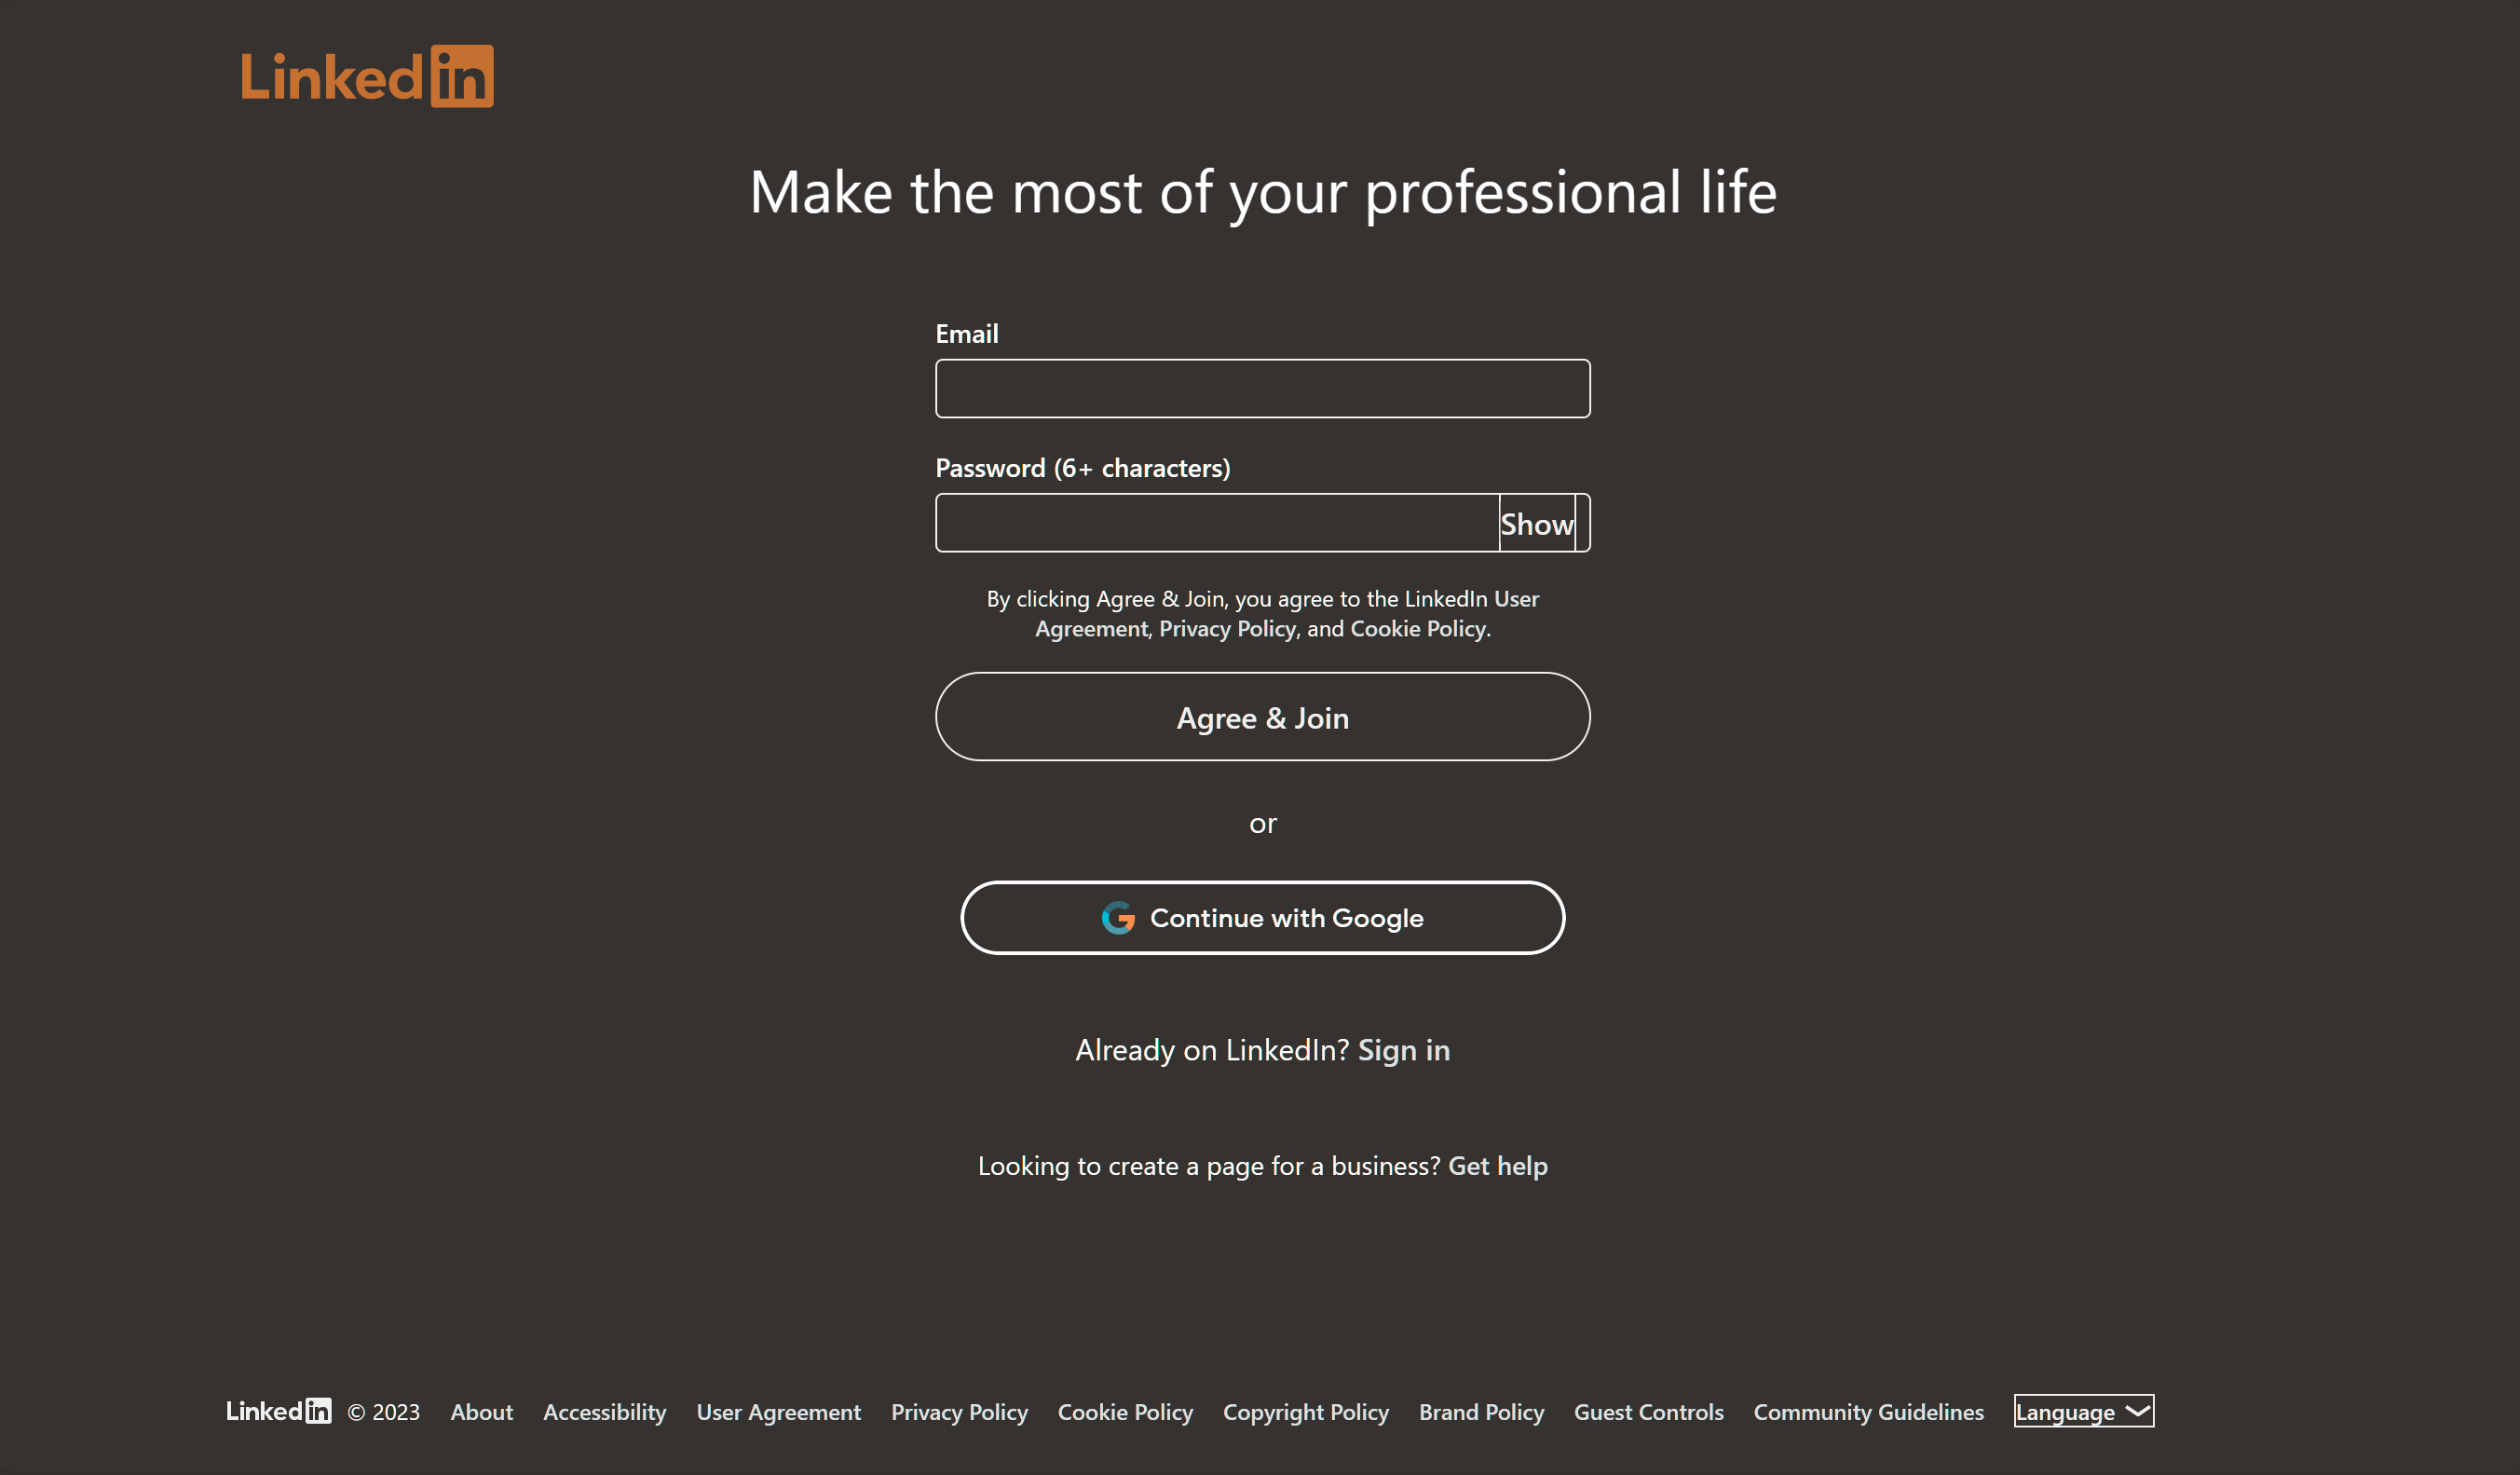 LinkedIn
Make the most of your professional life
Email
Password (6+ characters)
Show
By clicking Agree & Join, you agree to the LinkedIn User
Agreement, Privacy Policy, and Cookie Policy.
Agree & Join
or
Continue with Google
Already on LinkedIn? Sign in
Looking to create a page for a business? Get help
LinkedIn © 2023 About Accessibility User Agreement Privacy Policy Cookie Policy Copyright Policy Brand Policy Guest Controls Community Guidelines Language